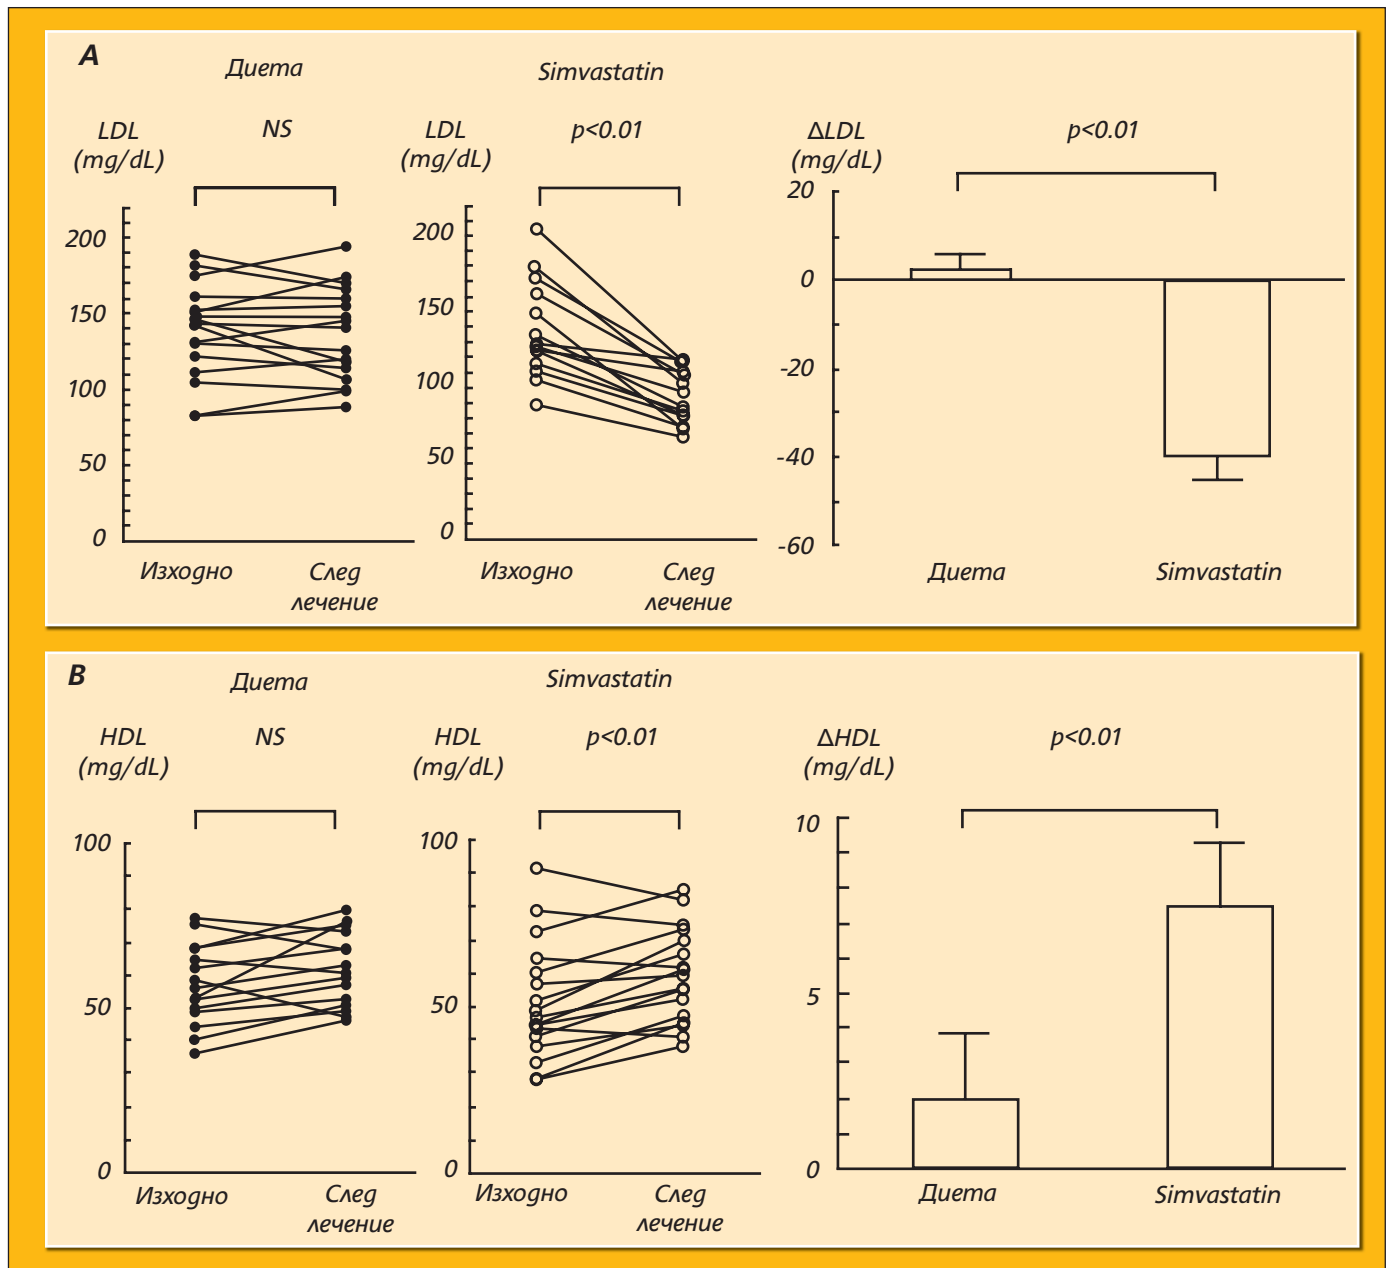 A
Диета
Simvastatin
LDL
(mg/dL)
NS
LDL
(mg/dL)
p<0.01
ΔLDL
(mg/dL)
p<0.01
200
150
100
50
0
200
150
100
50
0
20
0
-20
-40
-60
Изходно
След
лечение
Изходно
След
лечение
Диета
Simvastatin
B
Диета
Simvastatin
HDL
(mg/dL)
NS
HDL
(mg/dL)
p<0.01
ΔHDL
(mg/dL)
p<0.01
100
50
0
100
50
0
10
5
0
Изходно
След
лечение
Изходно
След
лечение
Диета
Simvastatin